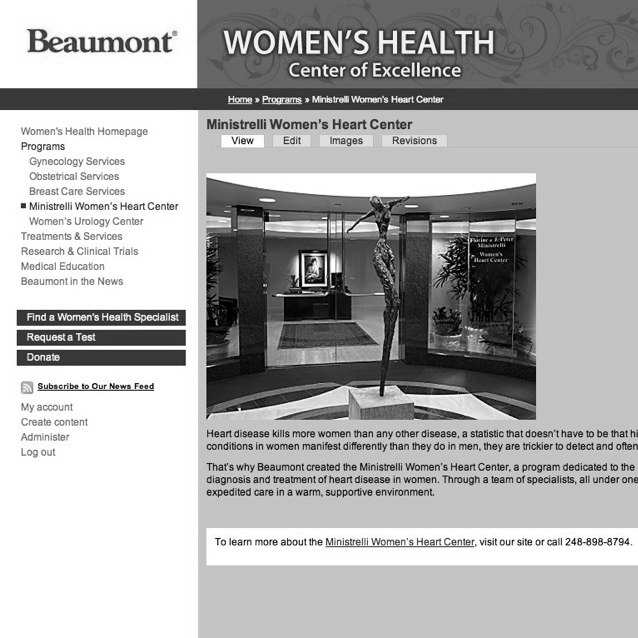 Beaumont®
WOMEN'S HEALTH
Center of Excellence
Home » Programs » Ministrelli Women's Heart Center
Women's Health Homepage
Programs
Gynecology Services
Obstetrical Services
Breast Care Services
Ministrelli Women's Heart Center
Women's Urology Center
Treatments & Services
Research & Clinical Trials
Medical Education
Beaumont in the News
Find a Women's Health Specialist
Request a Test
Donate
Subscribe to Our News Feed
My account
Create content
Administer
Log out
Ministrelli Women's Heart Center
View Edit Images Revisions
Florine & J. Peter
Ministrelli
Women's
Heart Center
Heart disease kills more women than any other disease, a statistic that doesn't have to be that hi
conditions in women manifest differently than they do in men, they are trickier to detect and often
That's why Beaumont created the Ministrelli Women's Heart Center, a program dedicated to the
diagnosis and treatment of heart disease in women. Through a team of specialists, all under one
expedited care in a warm, supportive environment.
To learn more about the Ministrelli Women's Heart Center, visit our site or call 248-898-8794.